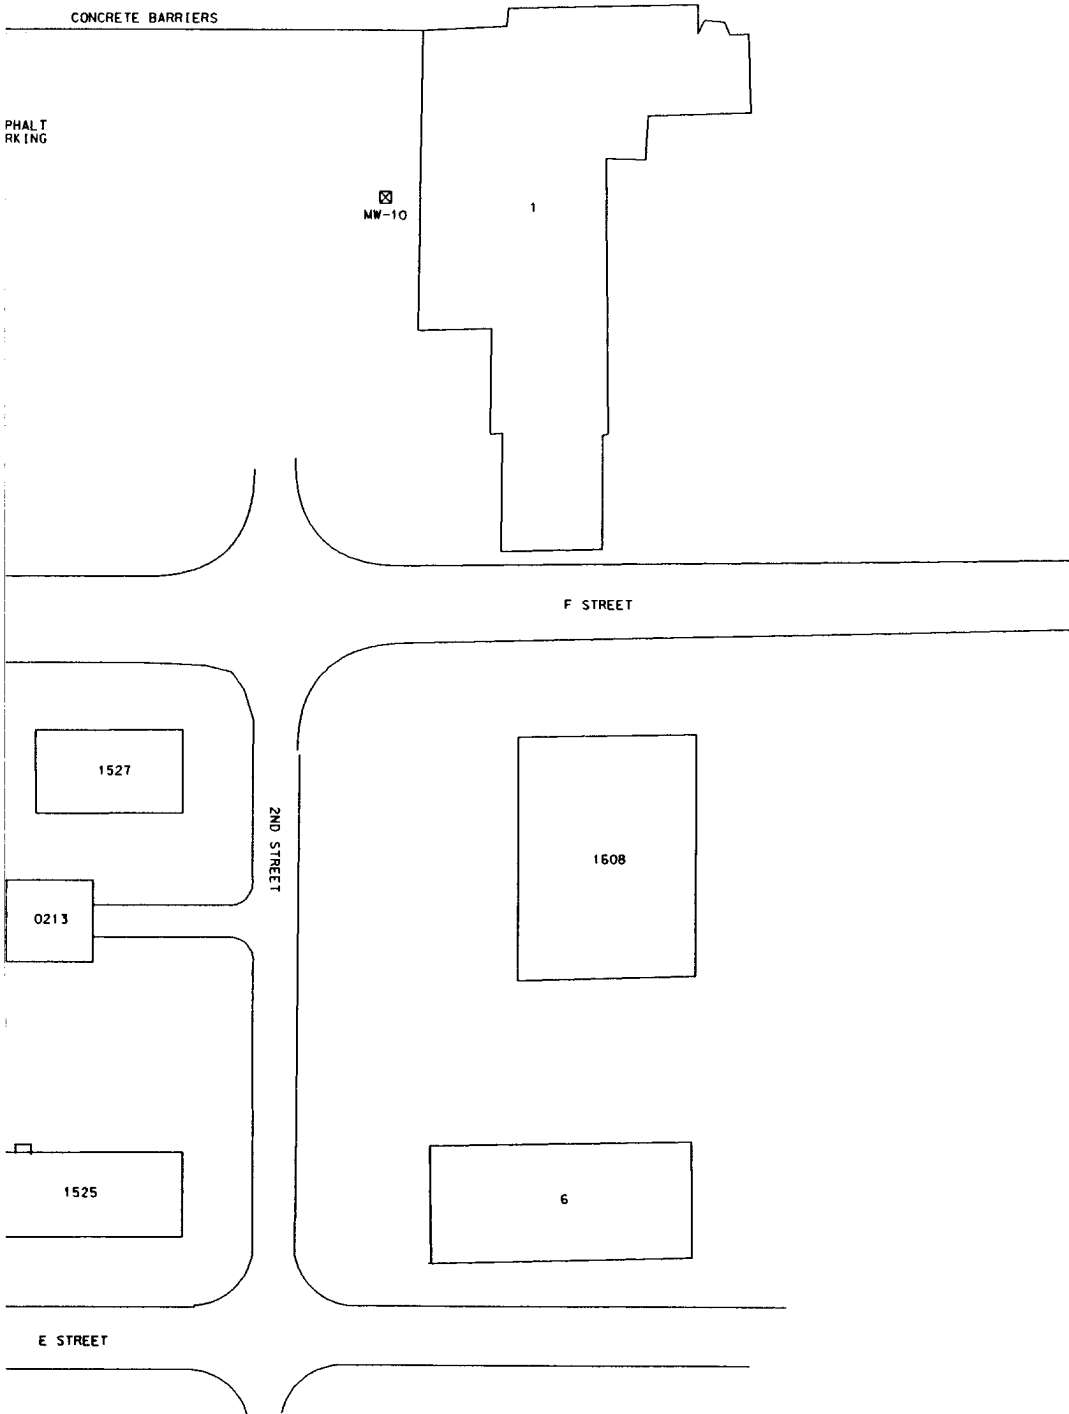 CONCRETE BARRIERS
PHALT
RKING
MW-10
1
F STREET
1527
2ND STREET
1608
0213
1525
6
E STREET